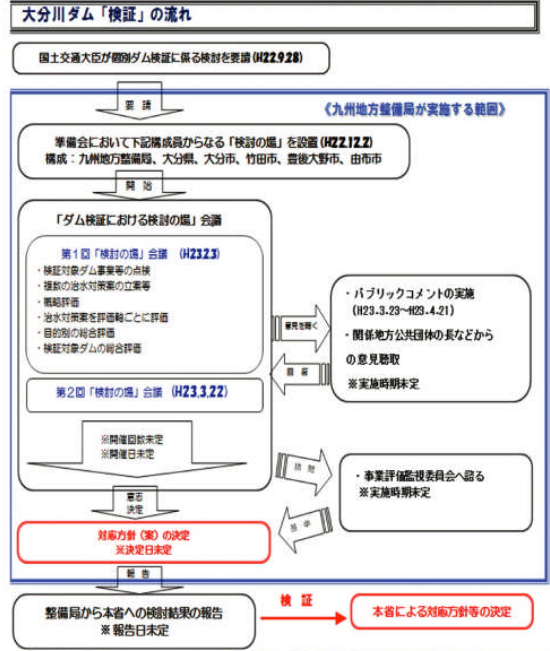 大分川ダム「検証」の流れ
国土交通大臣が個別ダム検証に係る検討を要請(H22.9.28)
要 請
《九州地方整備局が実施する範囲》
準備会において下記構成員からなる「検討の場」を設置(H22.12.2)
構成:九州地方整備局、大分県、大分市、竹田市、豊後大野市、由布市
開 始
「ダム検証における検討の場」会議
第1回「検討の場」会議 (H23.2.3)
・検証対象ダム事業等の点検
・複数の治水対策案の立案等
・概略評価
・治水対策案を評価軸ごとに評価
・目的別の総合評価
・検証対象ダムの総合評価
第2回「検討の場」会議 (H23.3.22)
※開催回数未定
※開催日未定
意見を聴く
回 答
・パブリックコメントの実施
(H23.3.23~H23.4.21)
・関係地方公共団体の長などから
の意見聴取
※実施時期未定
諮 問
答 申
・事業評価監視委員会へ諮る
※実施時期未定
意志
決定
対応方針(案)の決定
※決定日未定
報 告
整備局から本省への検討結果の報告
※ 報告日未定
検 証
本省による対応方針等の決定